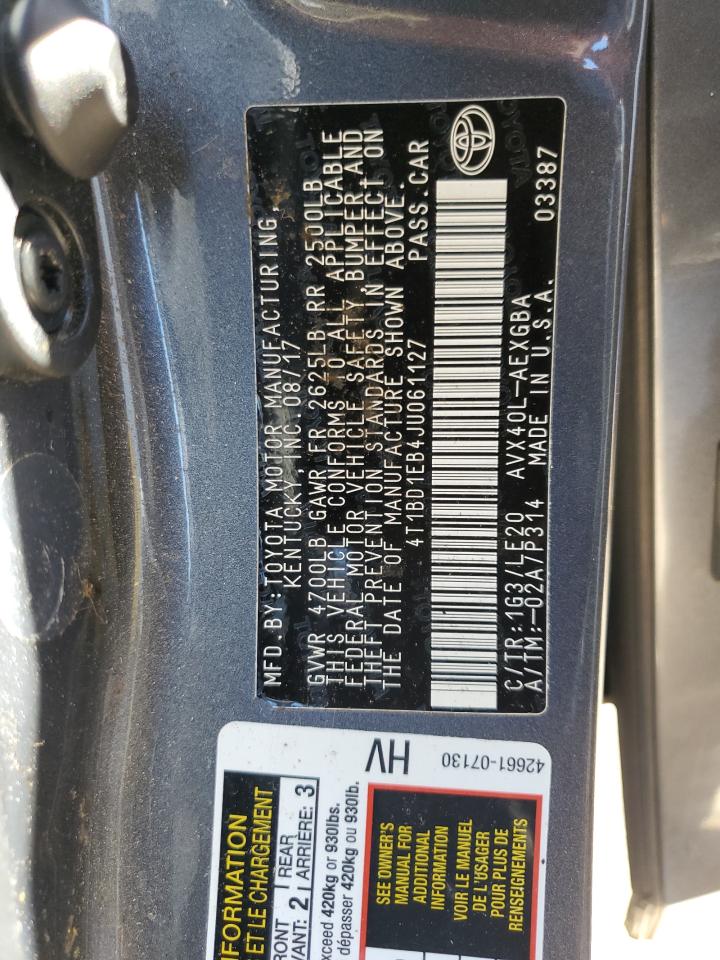 MFD.BY:TOYOTA MOTOR MANUFACTURING,
KENTUCKY, INC. 08/17
GVWR 4700LB GAWR FR 2625LB RR 2500LB
THIS VEHICLE CONFORMS TO ALL APPLICABLE
FEDERAL MOTOR VEHICLE SAFETY, BUMPER, AND
THEFT PREVENTION STANDARDS IN EFFECT ON
THE DATE OF MANUFACTURE SHOWN ABOVE.
4T1BD1EB4JU061127 PASS.CAR
C/TR:1G3/LE20 AVX40L-AEXGBA 03387
A/TM:-02A/P314 MADE IN U.S.A.
TOYOTA
HV
42661-07130
ET LE CHARGEMENT
2
REAR
ARRIÈRE: 3
exceed 420kg or 930lbs.
dépasser 420kg ou 930lb.
SEE OWNER'S
MANUAL FOR
ADDITIONAL
INFORMATION
VOIR LE MANUEL
DE L'USAGER
POUR PLUS DE
RENSEIGNEMENTS